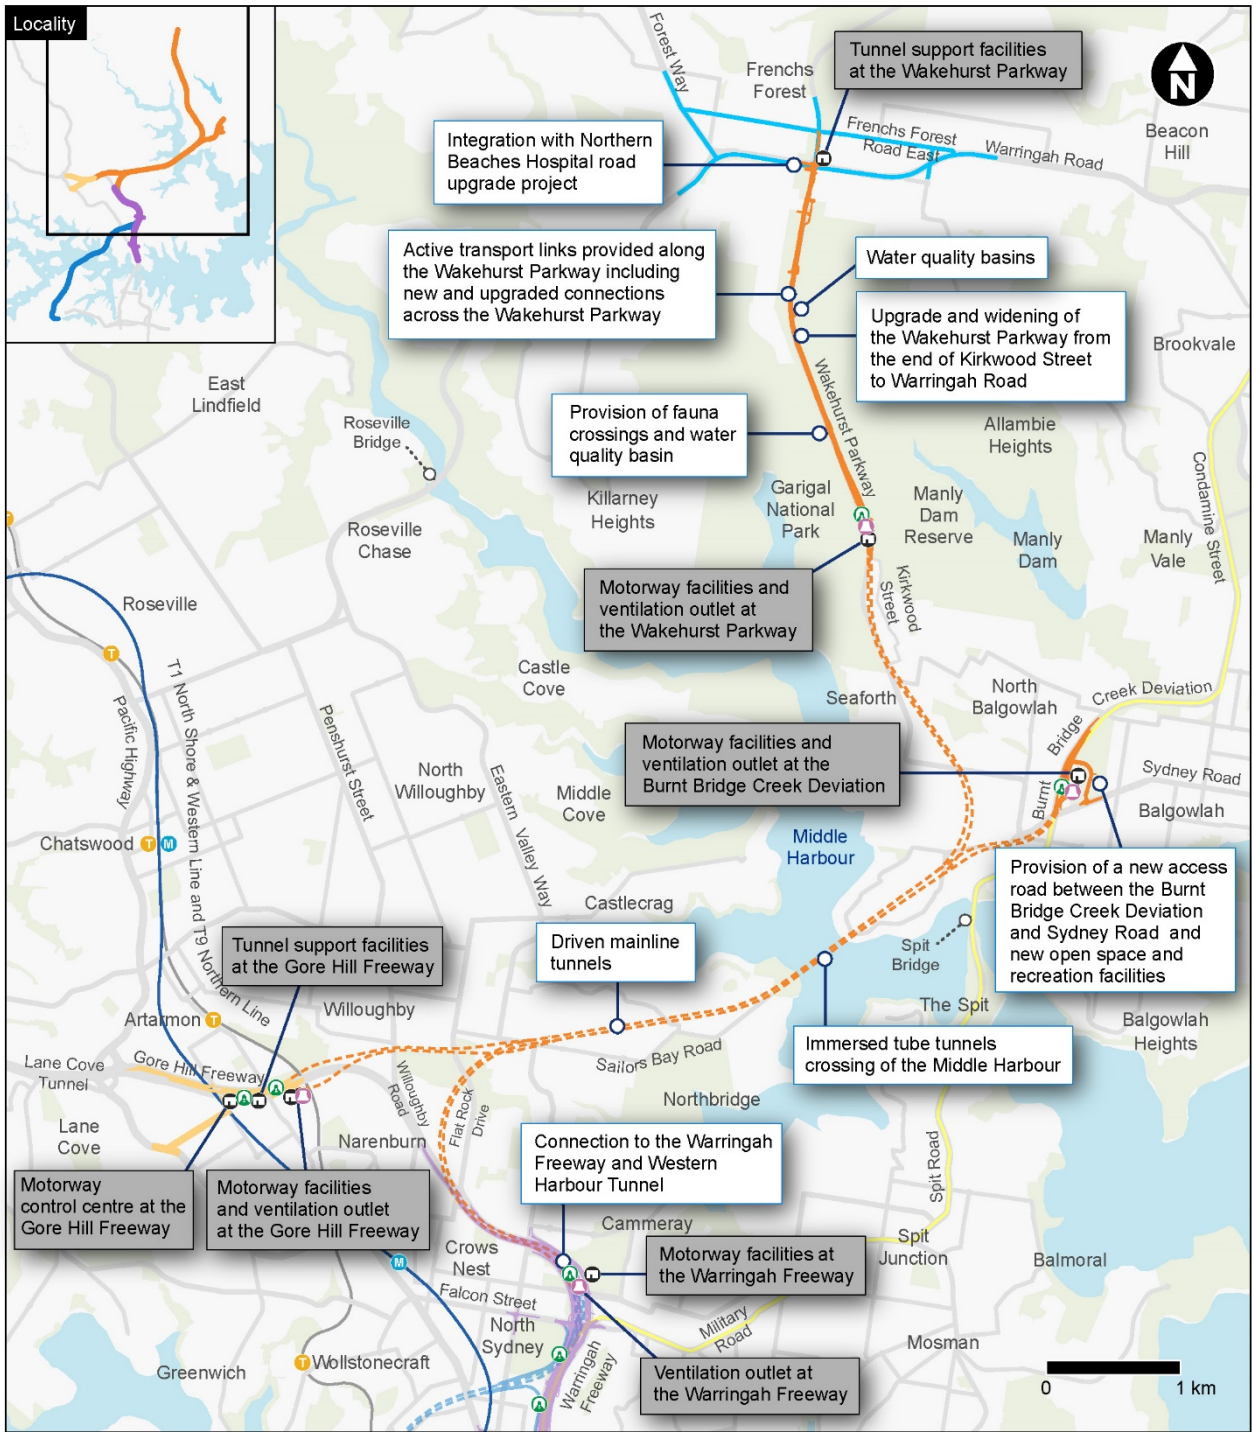 Locality
N
Forest Way
Frenchs
Forest
Tunnel support facilities
at the Wakehurst Parkway
Beacon
Hill
Frenchs Forest
Road East
Warringah Road
Integration with Northern
Beaches Hospital road
upgrade project
Active transport links provided along
the Wakehurst Parkway including
new and upgraded connections
across the Wakehurst Parkway
Water quality basins
Upgrade and widening of
the Wakehurst Parkway from
the end of Kirkwood Street
to Warringah Road
Brookvale
East
Lindfield
Roseville
Bridge
Provision of fauna
crossings and water
quality basin
Wakehurst Parkway
Allambie
Heights
Condamine Street
Killarney
Heights
Garigal
National
Park
Manly
Dam
Reserve
Manly
Dam
Manly
Vale
Roseville
Chase
Roseville
Motorway facilities and
ventilation outlet at
the Wakehurst Parkway
Kirkwood
Street
T
T1 North Shore & Western Line and T9 Northern Line
Pacific Highway
Penshurst Street
Castle
Cove
Seaforth
North
Balgowlah
Creek Deviation
Bridge
Burnt
Motorway facilities and
ventilation outlet at the
Burnt Bridge Creek Deviation
Sydney Road
Balgowlah
North
Willoughby
Eastern Valley Way
Middle
Cove
Middle
Harbour
Chatswood
T
M
Provision of a new access
road between the Burnt
Bridge Creek Deviation
and Sydney Road and
new open space and
recreation facilities
Castlecrag
Driven mainline
tunnels
Spit
Bridge
Tunnel support facilities
at the Gore Hill Freeway
Willoughby
The Spit
Balgowlah
Heights
Artarmon
T
Immersed tube tunnels
crossing of the Middle Harbour
Sailors Bay Road
Lane Cove
Tunnel
Gore Hill Freeway
Willoughby
Road
Flat Rock
Drive
Northbridge
Lane
Cove
Narenburn
Connection to the Warringah
Freeway and Western
Harbour Tunnel
Spit Road
Motorway
control centre at the
Gore Hill Freeway
Motorway facilities
and ventilation outlet
at the Gore Hill Freeway
Cammeray
Crows
Nest
M
Motorway facilities at
the Warringah Freeway
Spit
Junction
Balmoral
Falcon Street
North
Sydney
Military
Road
Mosman
Greenwich
T
Wollstonecraft
Warringah
Freeway
Ventilation outlet at
the Warringah Freeway
0
1 km